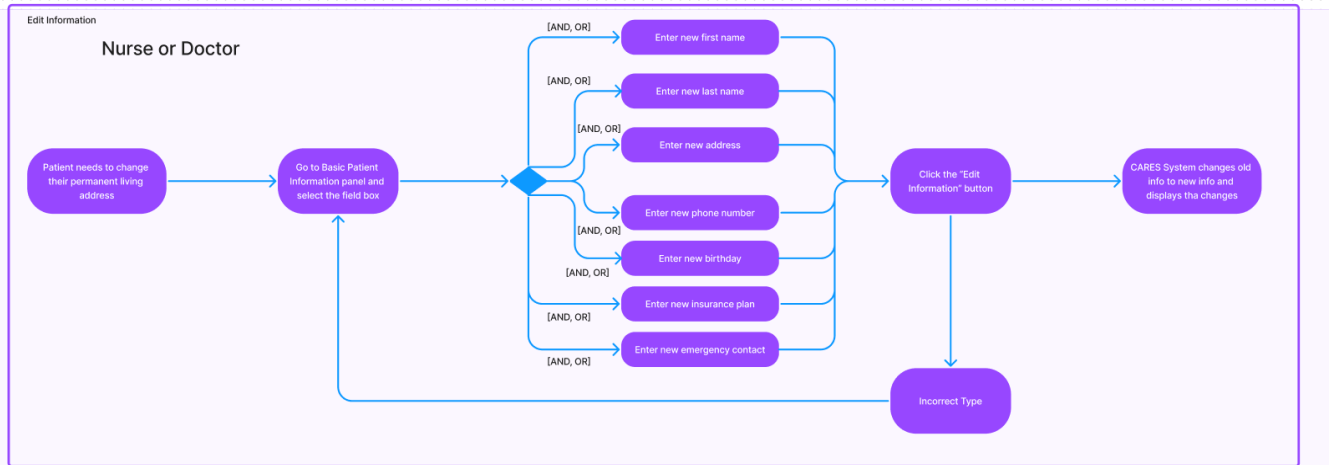 Edit Information
Nurse or Doctor
Patient needs to change
their permanent living
address
Go to Basic Patient
Information panel and
select the field box
[AND, OR]
Enter new first name
[AND, OR]
Enter new last name
[AND, OR]
Enter new address
Enter new phone number
[AND, OR]
Enter new birthday
[AND, OR]
Enter new insurance plan
[AND, OR]
Enter new emergency contact
[AND, OR]
Click the "Edit
Information" button
CARES System changes old
info to new info and
displays tha changes
Incorrect Type